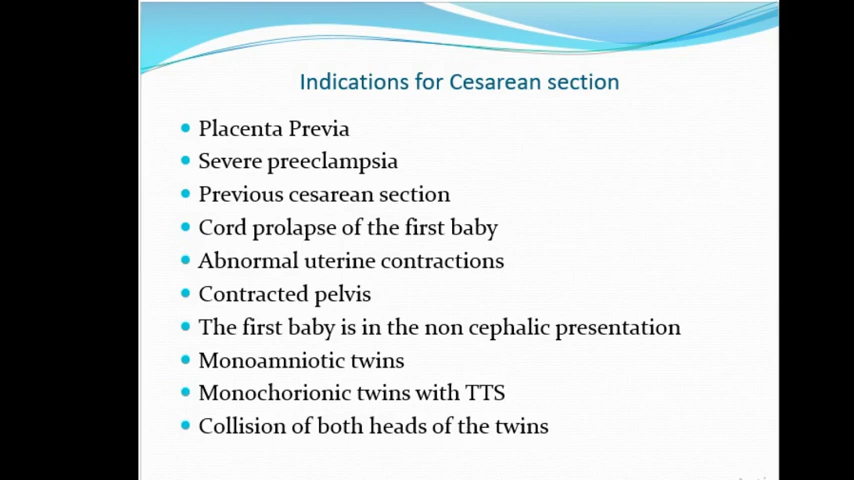 Indications for Cesarean section
Placenta Previa
Severe preeclampsia
Previous cesarean section
Cord prolapse of the first baby
Abnormal uterine contractions
Contracted pelvis
The first baby is in the non cephalic presentation
Monoamniotic twins
Monochorionic twins with TTS
Collision of both heads of the twins